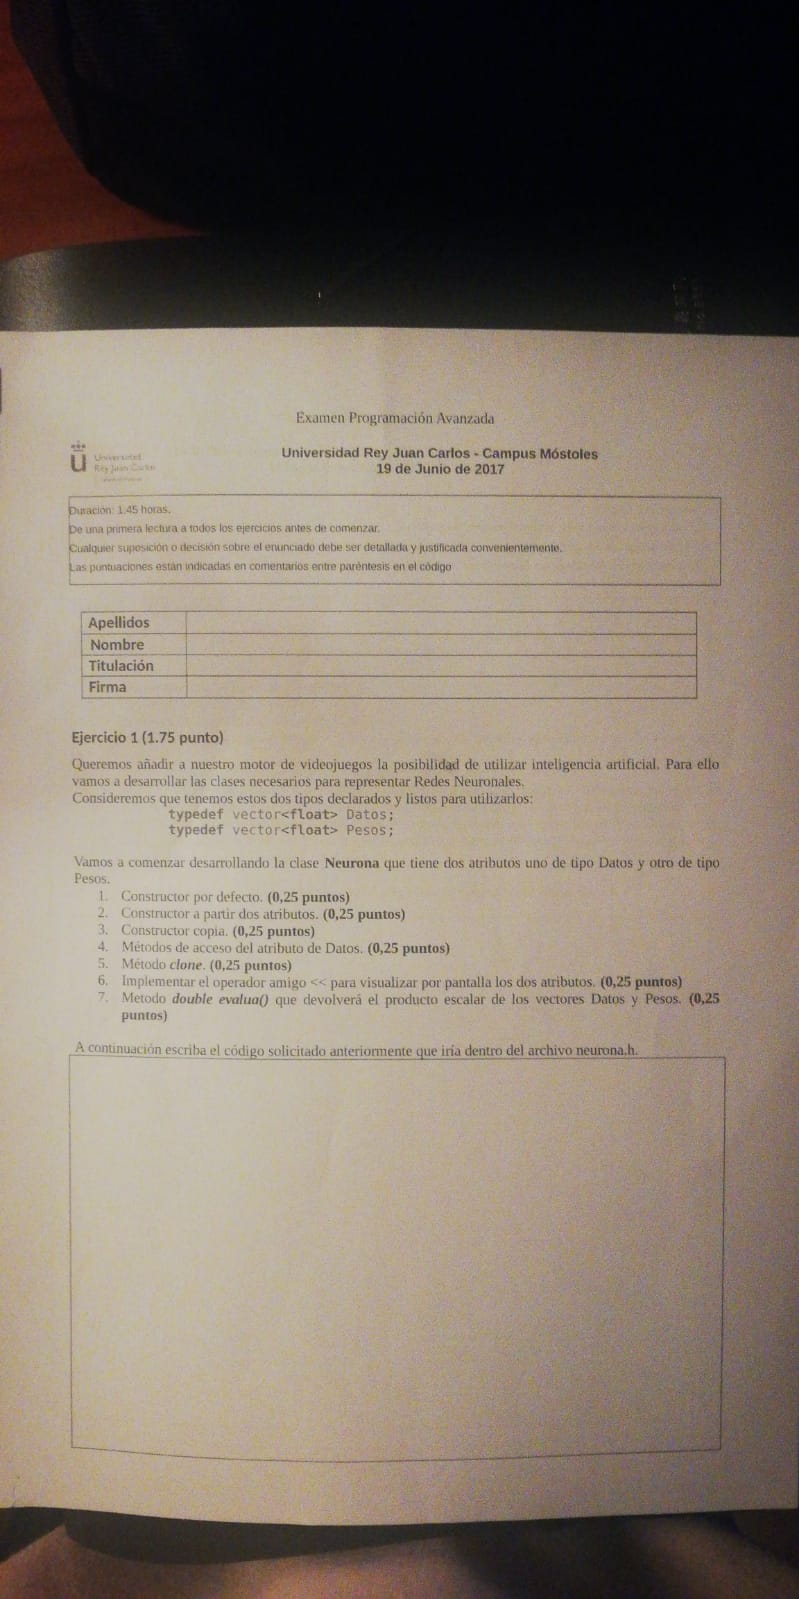 Examen Programación Avanzada
Universidad
Rey Juan Carlos
Universidad Rey Juan Carlos - Campus Móstoles
19 de Junio de 2017
Duración: 1.45 horas.
De una primera lectura a todos los ejercicios antes de comenzar.
Cualquier suposición o decisión sobre el enunciado debe ser detallada y justificada convenientemente.
Las puntuaciones están indicadas en comentarios entre paréntesis en el código
Apellidos
Nombre
Titulación
Firma
Ejercicio 1 (1.75 punto)
Queremos añadir a nuestro motor de videojuegos la posibilidad de utilizar inteligencia artificial. Para ello
vamos a desarrollar las clases necesarios para representar Redes Neuronales.
Consideremos que tenemos estos dos tipos declarados y listos para utilizarlos:
typedef vector<float> Datos;
typedef vector<float> Pesos;
Vamos a comenzar desarrollando la clase Neurona que tiene dos atributos uno de tipo Datos y otro de tipo
Pesos.
1. Constructor por defecto. (0,25 puntos)
2. Constructor a partir dos atributos. (0,25 puntos)
3. Constructor copia. (0,25 puntos)
4. Métodos de acceso del atributo de Datos. (0,25 puntos)
5. Método clone. (0,25 puntos)
6. Implementar el operador amigo << para visualizar por pantalla los dos atributos. (0,25 puntos)
7. Metodo double evalua() que devolverá el producto escalar de los vectores Datos y Pesos. (0,25
puntos)
A continuación escriba el código solicitado anteriormente que iría dentro del archivo neurona.h.